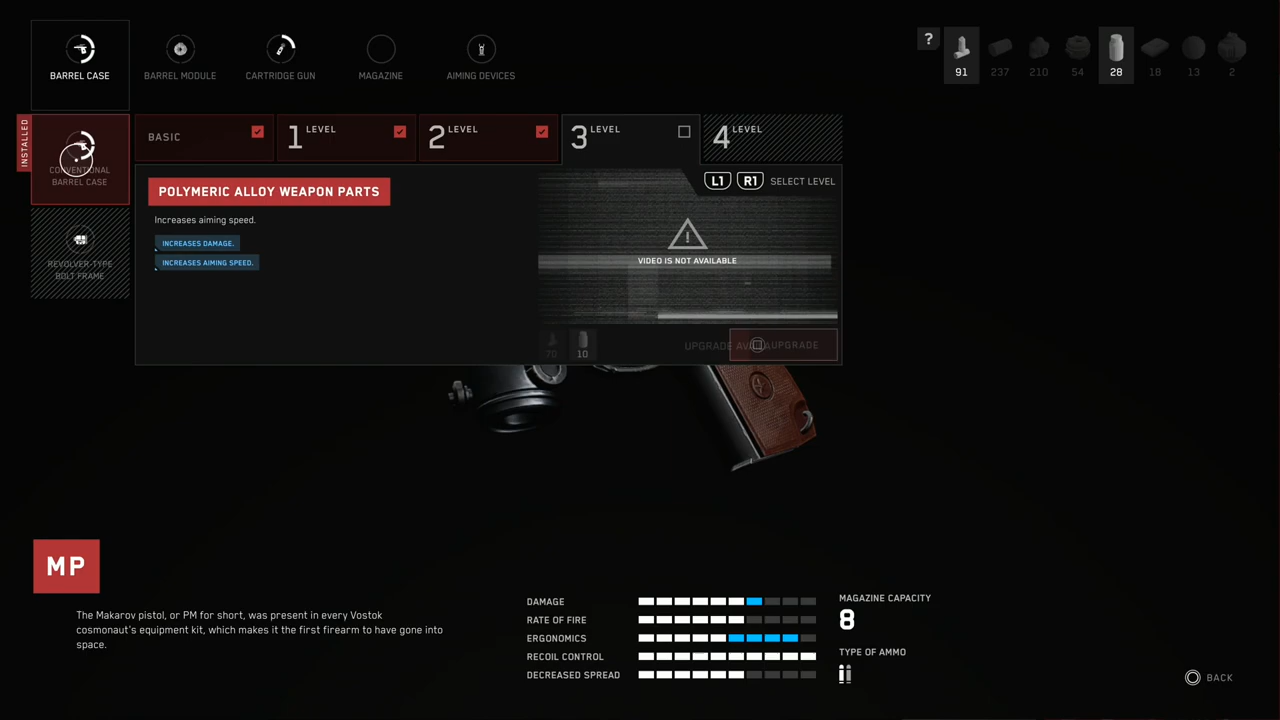 BARREL CASE
BARREL MODULE
CARTRIDGE GUN
MAGAZINE
AIMING DEVICES
?
91
237
210
54
28
18
13
2
INSTALLED
CONVENTIONAL
BARREL CASE
REVOLVER-TYPE
BOLT FRAME
BASIC
1 LEVEL
2 LEVEL
3 LEVEL
4 LEVEL
POLYMERIC ALLOY WEAPON PARTS
L1 R1 SELECT LEVEL
Increases aiming speed.
INCREASES DAMAGE.
INCREASES AIMING SPEED.
!
VIDEO IS NOT AVAILABLE
70
10
UPGRADE
UPGRADE
MP
The Makarov pistol, or PM for short, was present in every Vostok
cosmonaut's equipment kit, which makes it the first firearm to have gone into
space.
DAMAGE
RATE OF FIRE
ERGONOMICS
RECOIL CONTROL
DECREASED SPREAD
MAGAZINE CAPACITY
8
TYPE OF AMMO
BACK